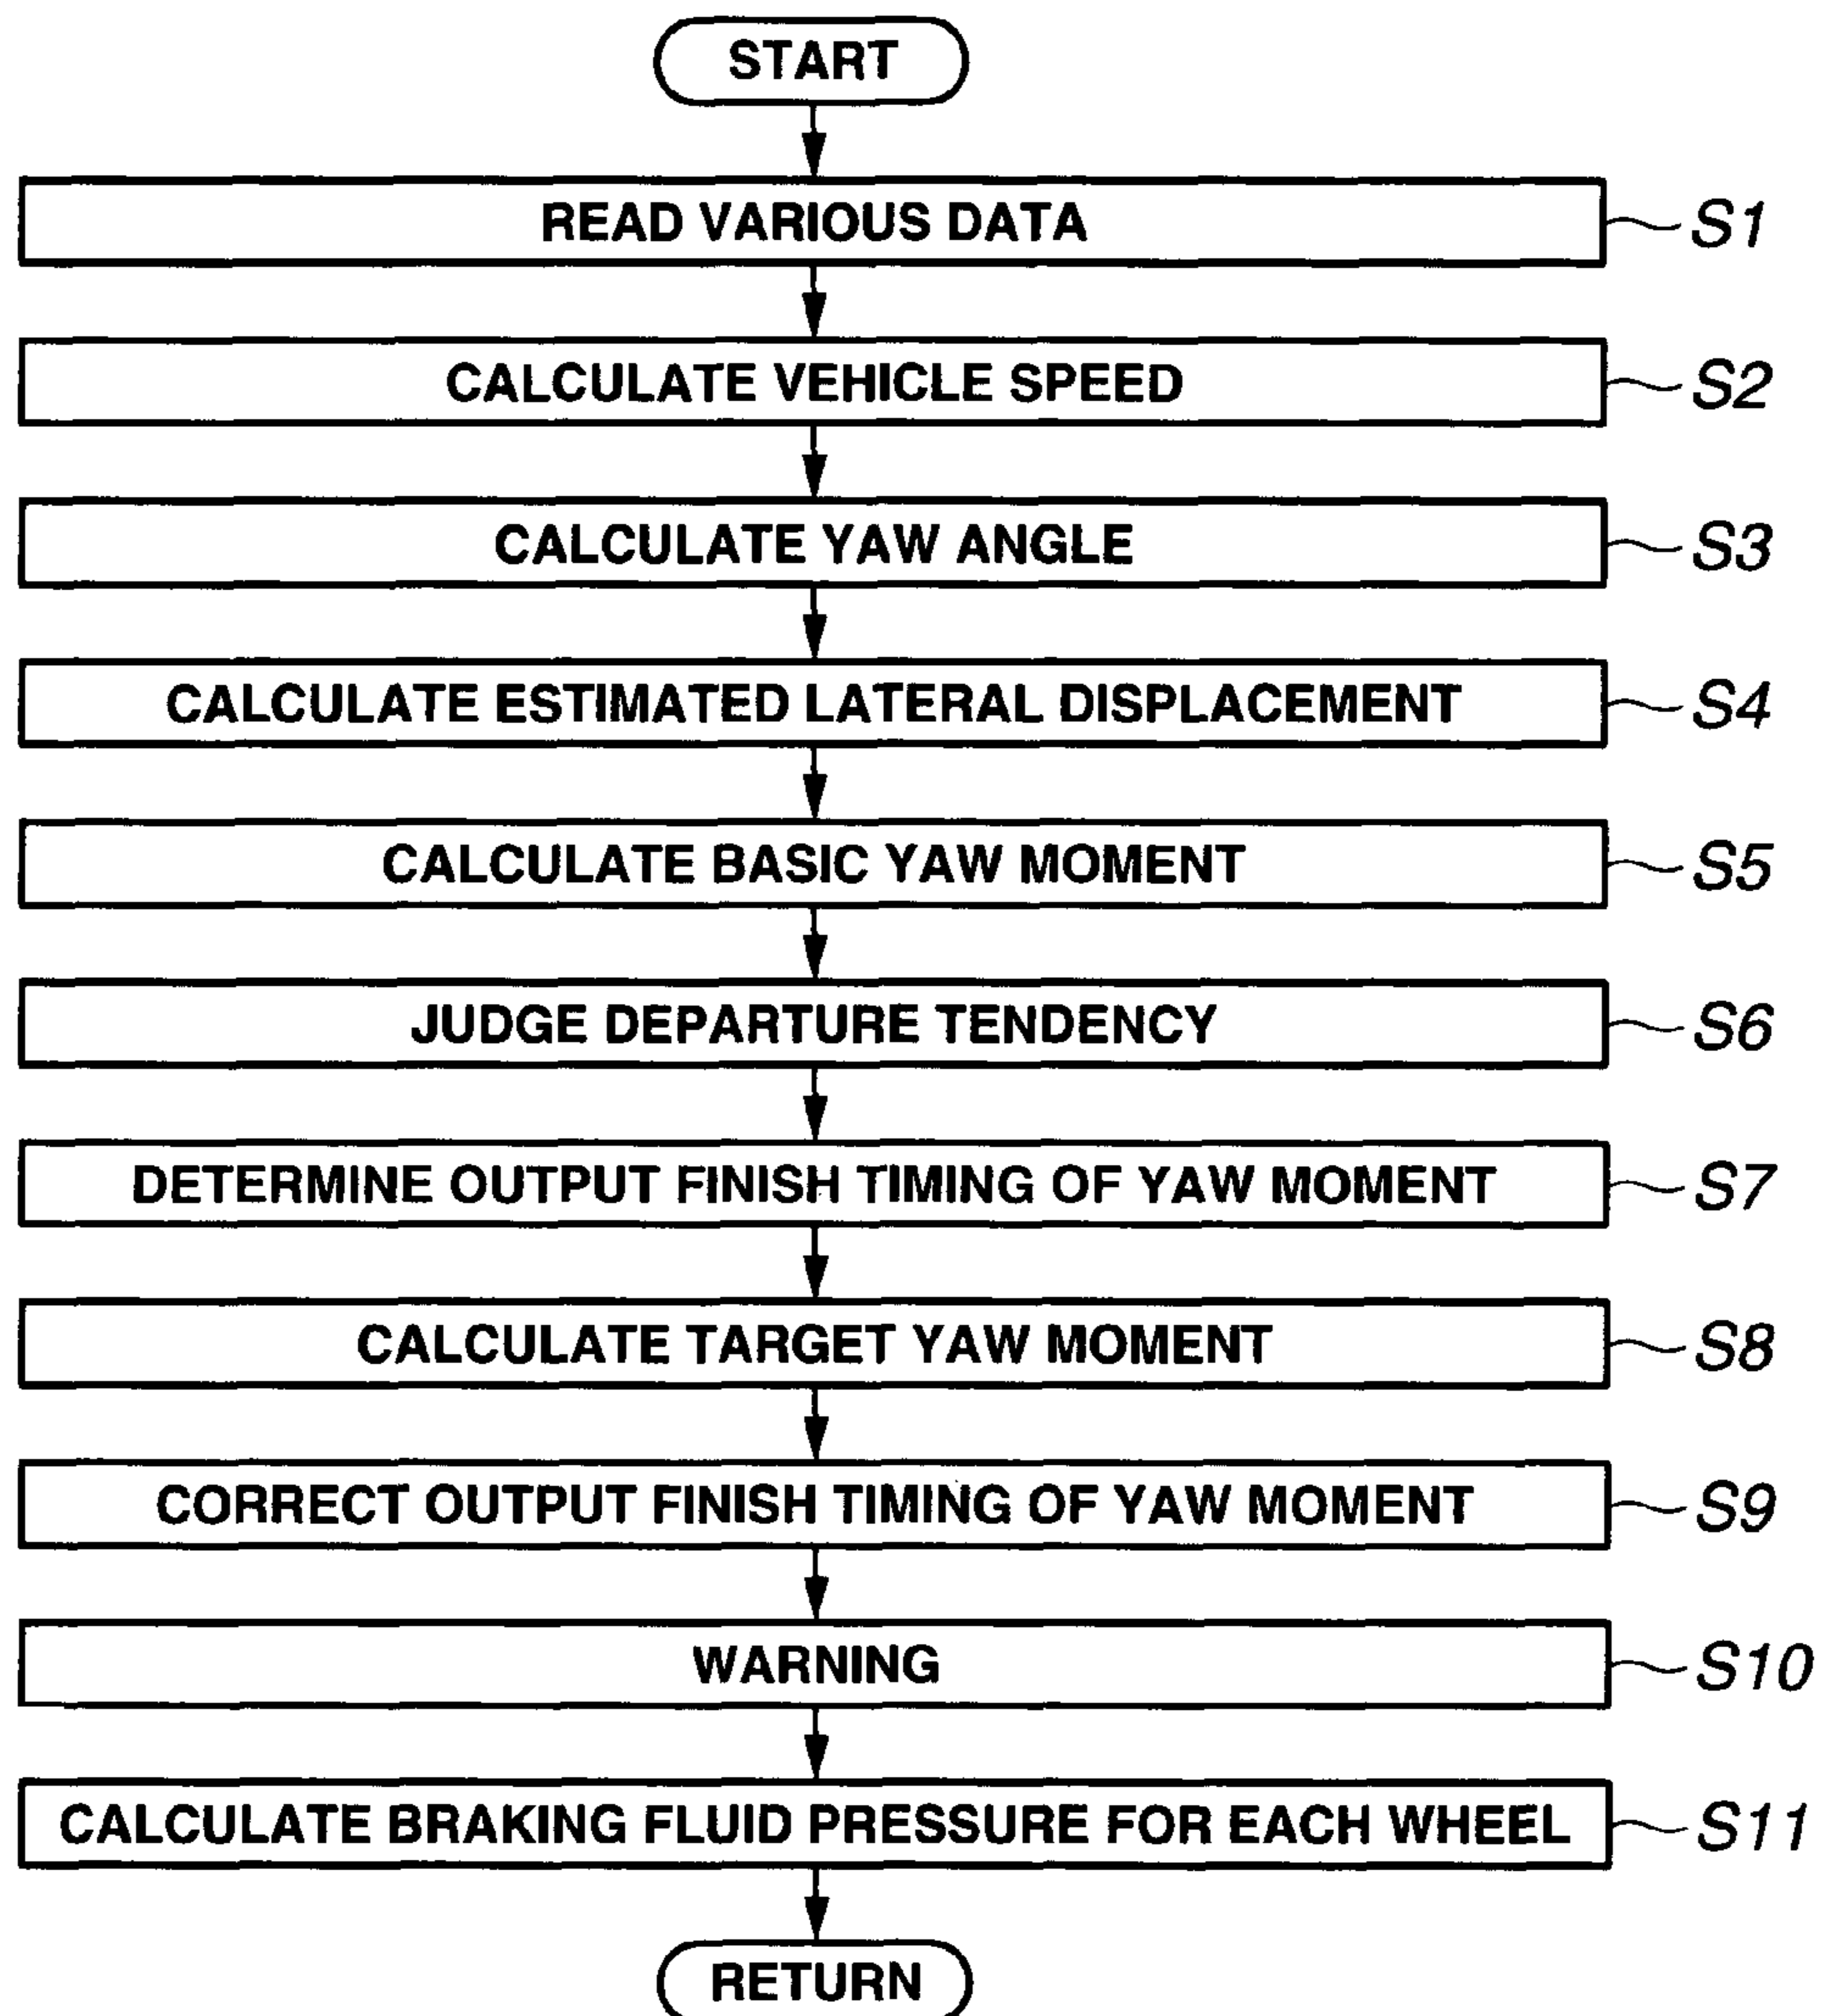 START
READ VARIOUS DATA S1
CALCULATE VEHICLE SPEED S2
CALCULATE YAW ANGLE S3
CALCULATE ESTIMATED LATERAL DISPLACEMENT S4
CALCULATE BASIC YAW MOMENT S5
JUDGE DEPARTURE TENDENCY S6
DETERMINE OUTPUT FINISH TIMING OF YAW MOMENT S7
CALCULATE TARGET YAW MOMENT S8
CORRECT OUTPUT FINISH TIMING OF YAW MOMENT S9
WARNING S10
CALCULATE BRAKING FLUID PRESSURE FOR EACH WHEEL S11
RETURN